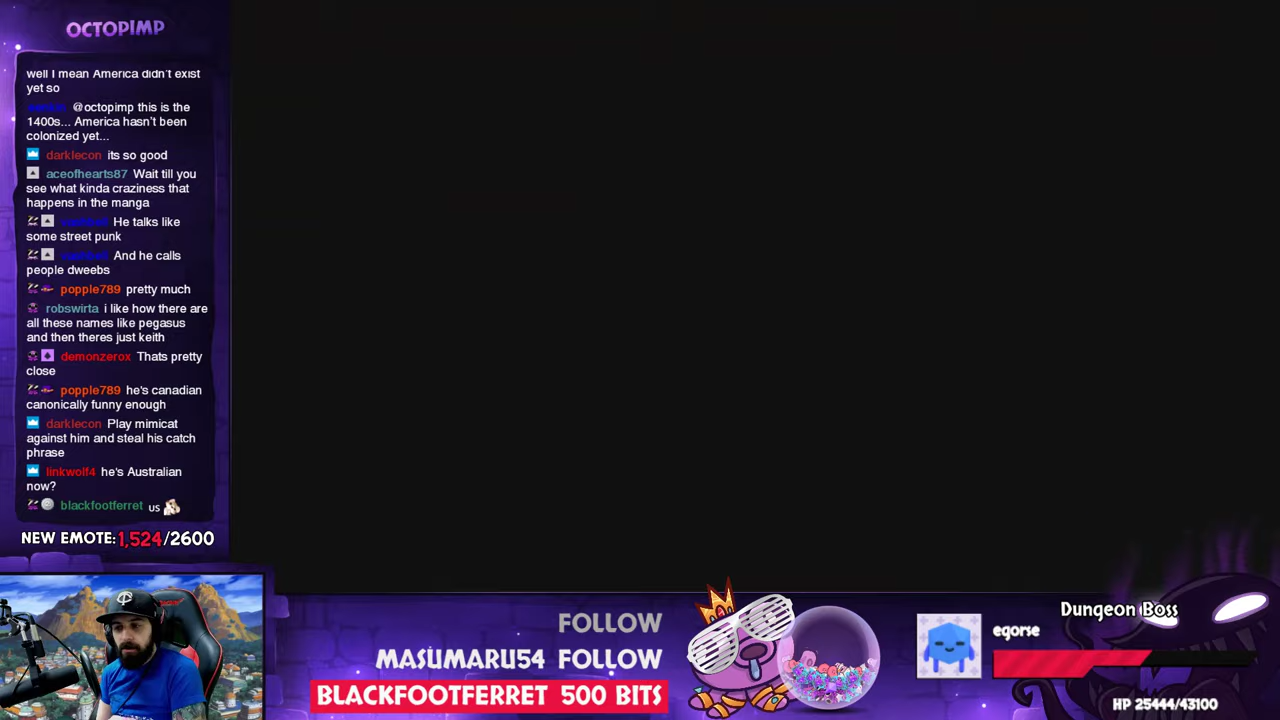 OCTOPIMP
well I mean America didn't exist
yet so
@octopimp this is the
1400s... America hasn't been
colonized yet...
darklecon its so good
aceofhearts87 Wait till you
see what kinda craziness that
happens in the manga
He talks like
some street punk
And he calls
people dweebs
popple789 pretty much
robswirta i like how there are
all these names like pegasus
and then theres just keith
demonzerox Thats pretty
close
popple789 he's canadian
canonically funny enough
darklecon Play mimicat
against him and steal his catch
phrase
linkwolf4 he's Australian
now?
blackfootferret us
NEW EMOTE: 1,524/2600
FOLLOW
MASUMARU54 FOLLOW
BLACKFOOTFERRET 500 BITS
Dungeon Boss
eqorse
HP 25444/43100